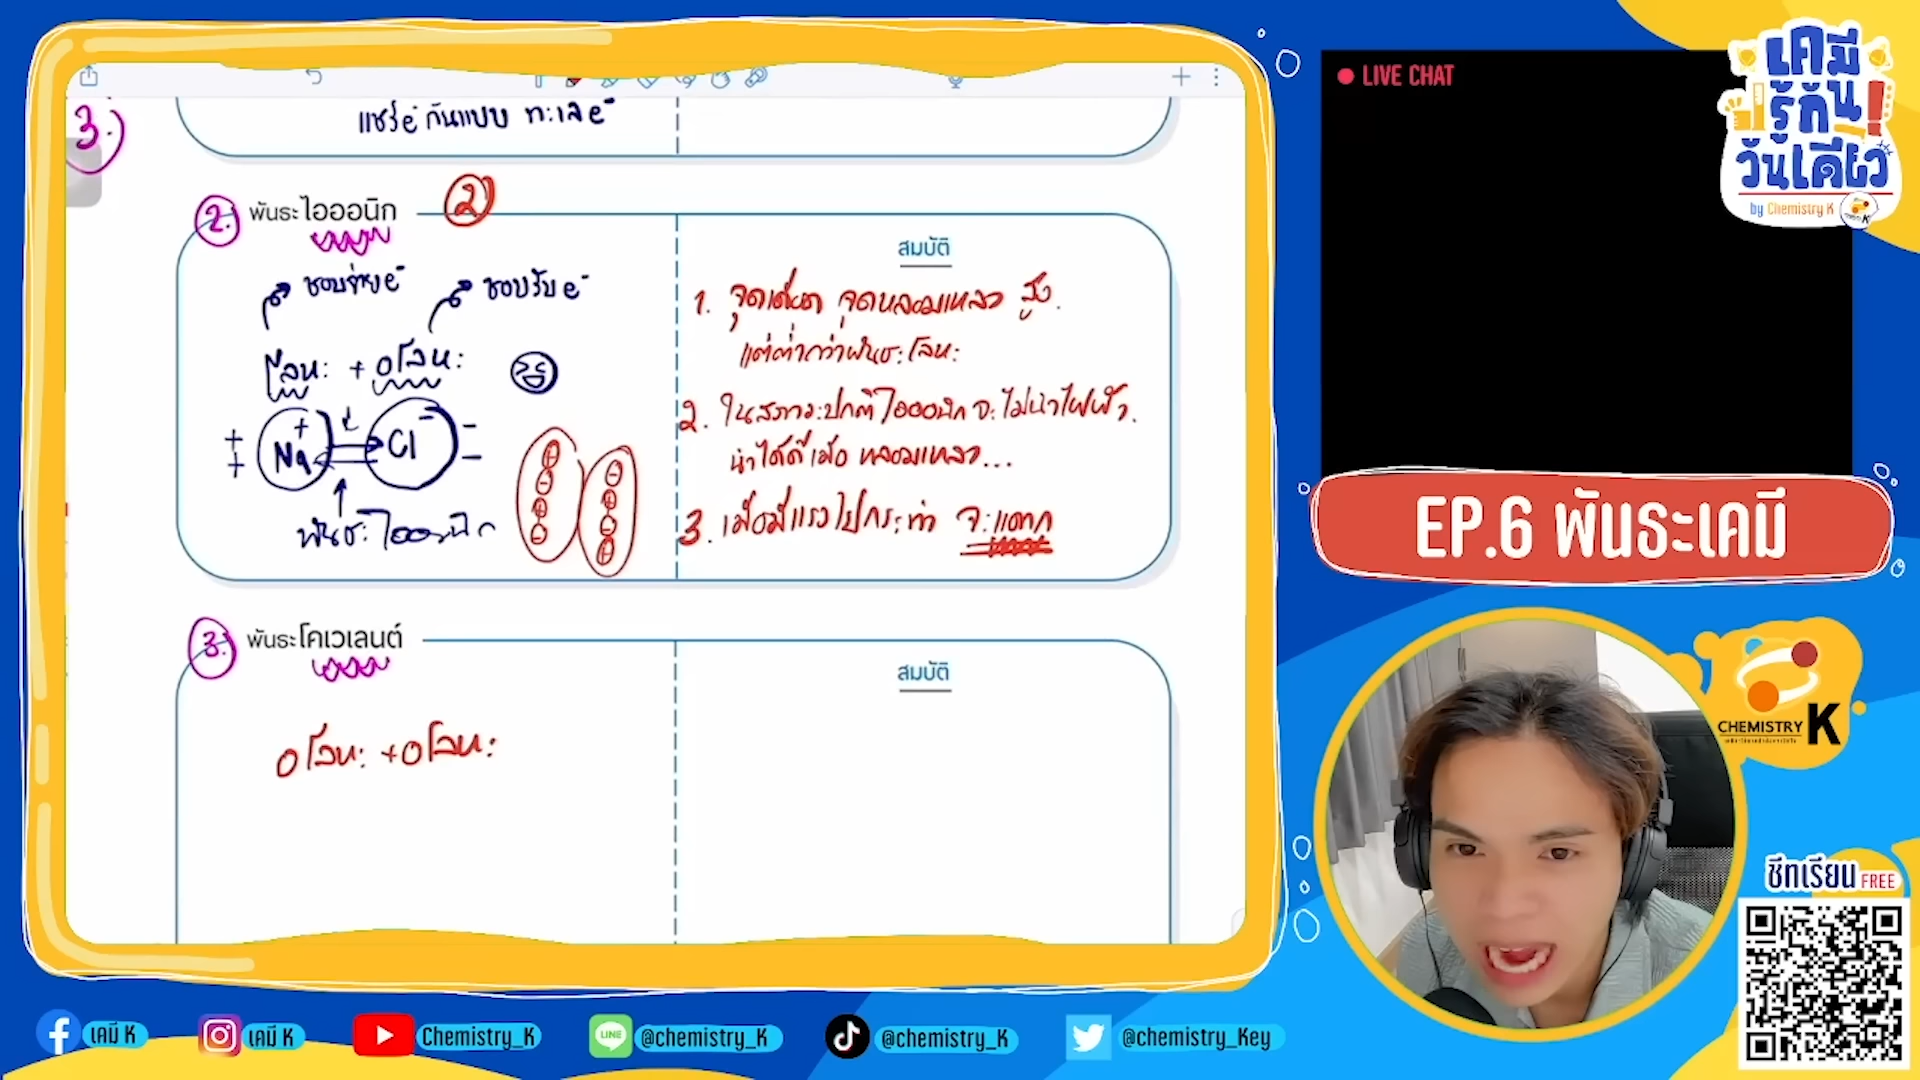 3.)
แชร์e⁻ กันแบบ ทะเลe⁻
2. พันธะไอออนิก
2
ชอบจ่ายe⁻
ชอบรับe⁻
โลหะ + อโลหะ
+ Na⁺ Cl⁻ -
+ -
พันธะไอออนิก
+ - + -
- + - +
สมบัติ
1. จุดเดือด จุดหลอมเหลว สูง.
แต่ต่ำกว่าพันธะโลหะ
2. ในสภาวะปกติไอออนิกจะไม่นำไฟฟ้า.
นำได้ดีเมื่อ หลอมเหลว...
3. เมื่อมีแรงไปกระทำ จะแตก
3. พันธะโคเวเลนต์
อโลหะ + อโลหะ
สมบัติ
LIVE CHAT
เคมี
รู้กัน!
วันเดียว
by Chemistry K
EP.6 พันธะเคมี
CHEMISTRY K
ชีทเรียน FREE
เคมี K
เคมี K
Chemistry_K
LINE @chemistry_K
@chemistry_K
@chemistry_Key